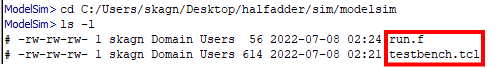 ModelSim> cd C:/Users/skagn/Desktop/halfadder/sim/modelsim
ModelSim> ls -l
# -rw-rw-rw- 1 skagn Domain Users  56 2022-07-08 02:24 run.f
# -rw-rw-rw- 1 skagn Domain Users 614 2022-07-08 02:21 testbench.tcl